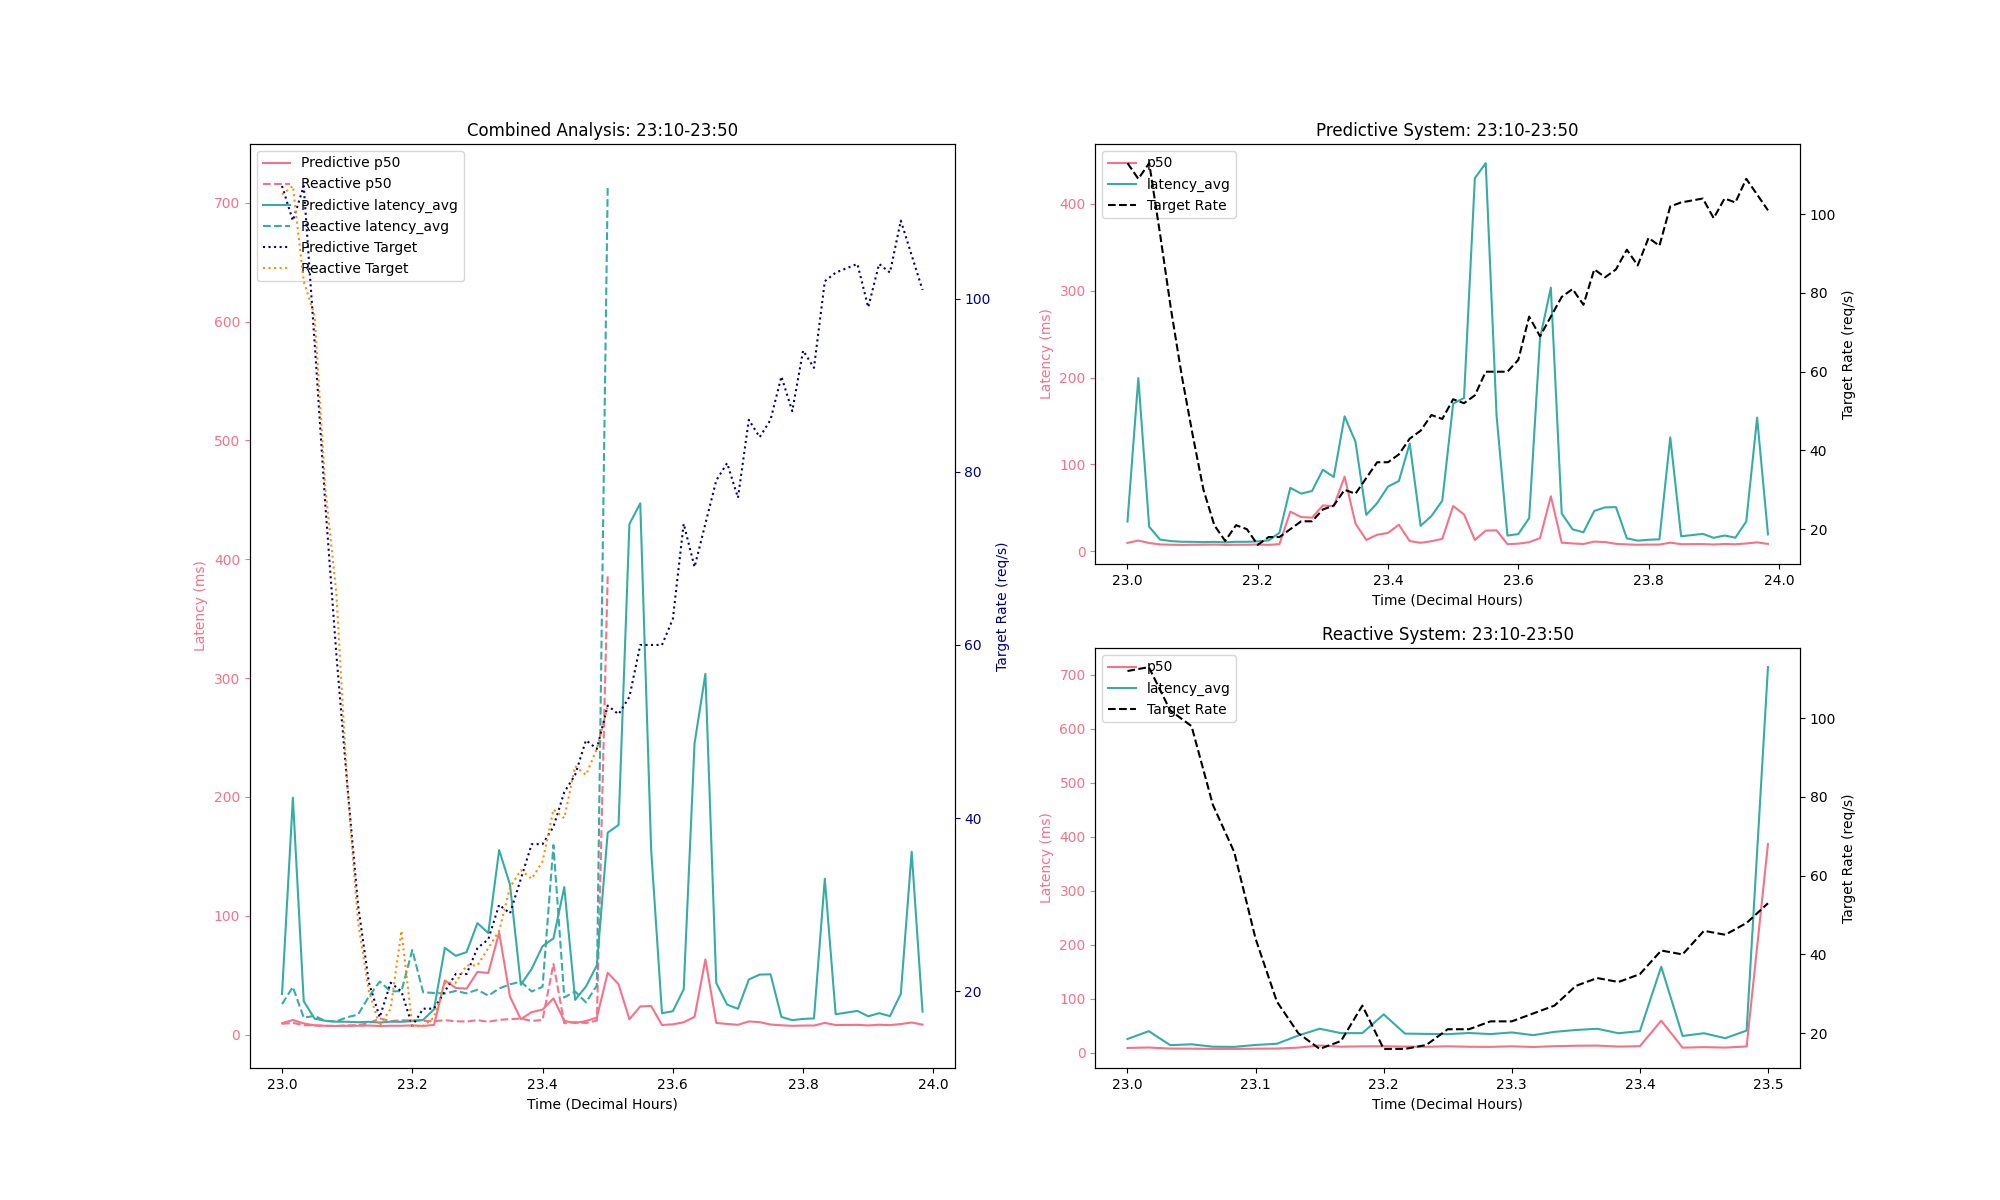 Combined Analysis: 23:10-23:50
Predictive p50
Reactive p50
Predictive latency_avg
Reactive latency_avg
Predictive Target
Reactive Target
700
600
500
400
300
200
100
0
Latency (ms)
100
80
60
40
20
Target Rate (req/s)
23.0 23.2 23.4 23.6 23.8 24.0
Time (Decimal Hours)
Predictive System: 23:10-23:50
p50
latency_avg
Target Rate
400
300
200
100
0
Latency (ms)
100
80
60
40
20
Target Rate (req/s)
23.0 23.2 23.4 23.6 23.8 24.0
Time (Decimal Hours)
Reactive System: 23:10-23:50
p50
latency_avg
Target Rate
700
600
500
400
300
200
100
0
Latency (ms)
100
80
60
40
20
Target Rate (req/s)
23.0 23.1 23.2 23.3 23.4 23.5
Time (Decimal Hours)